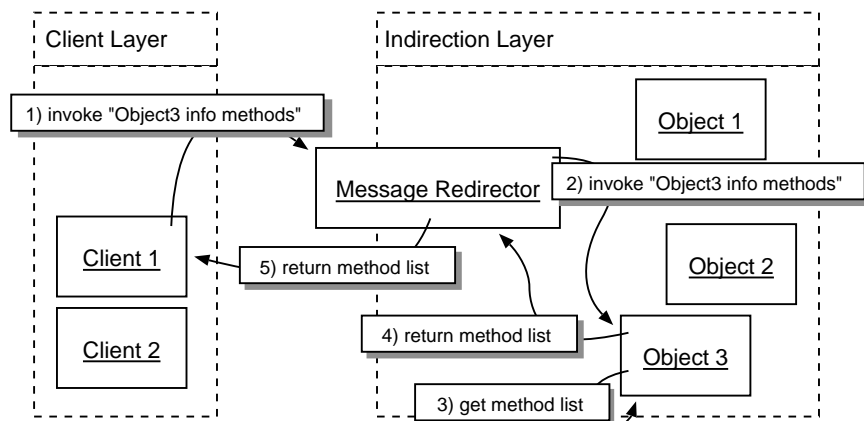 Client Layer
Indirection Layer
1) invoke "Object3 info methods"
Object 1
Message Redirector
2) invoke "Object3 info methods"
Client 1
5) return method list
Object 2
Client 2
4) return method list
Object 3
3) get method list